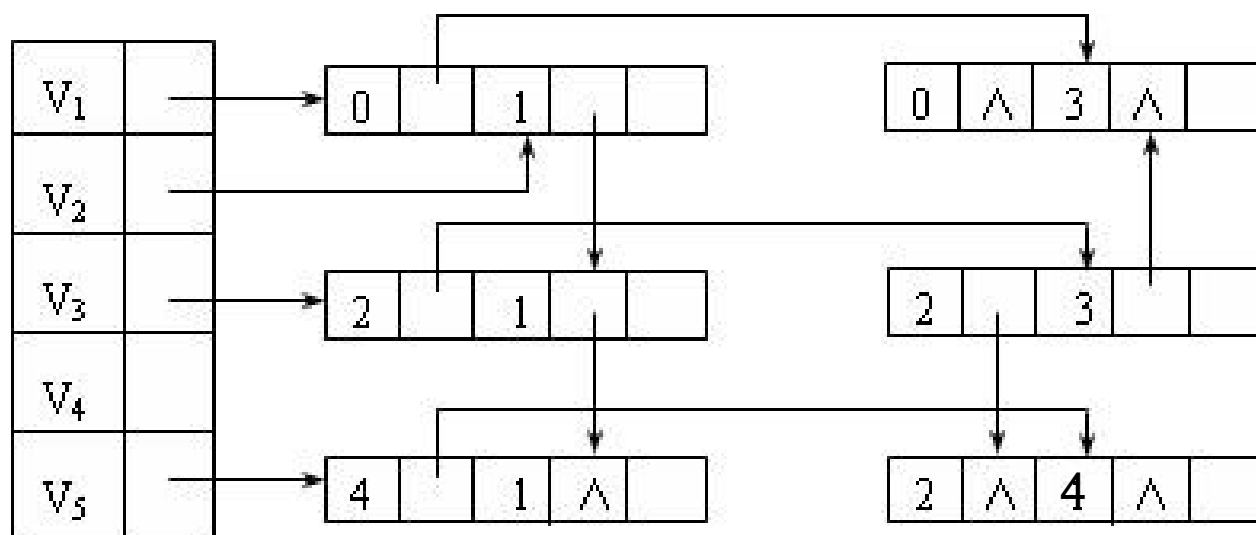 V₁ 0 1 0 ∧ 3 ∧
V₂
V₃ 2 1 2 3
V₄
V₅ 4 1 ∧ 2 ∧ 4 ∧